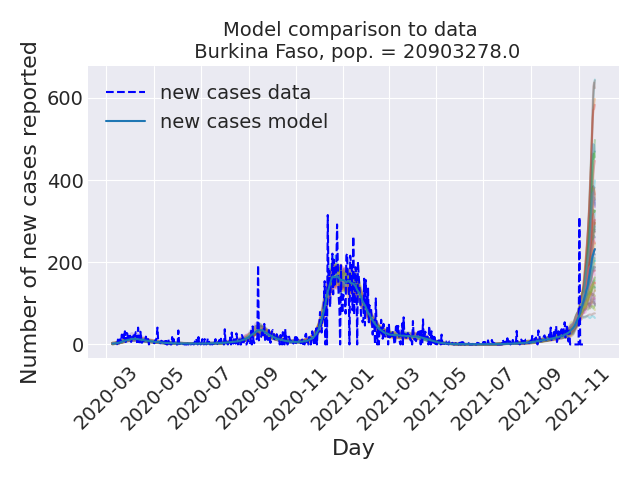 Model comparison to data
Burkina Faso, pop. = 20903278.0
new cases data
new cases model
Number of new cases reported
600
400
200
0
2020-03
2020-05
2020-07
2020-09
2020-11
2021-01
2021-03
2021-05
2021-07
2021-09
2021-11
Day